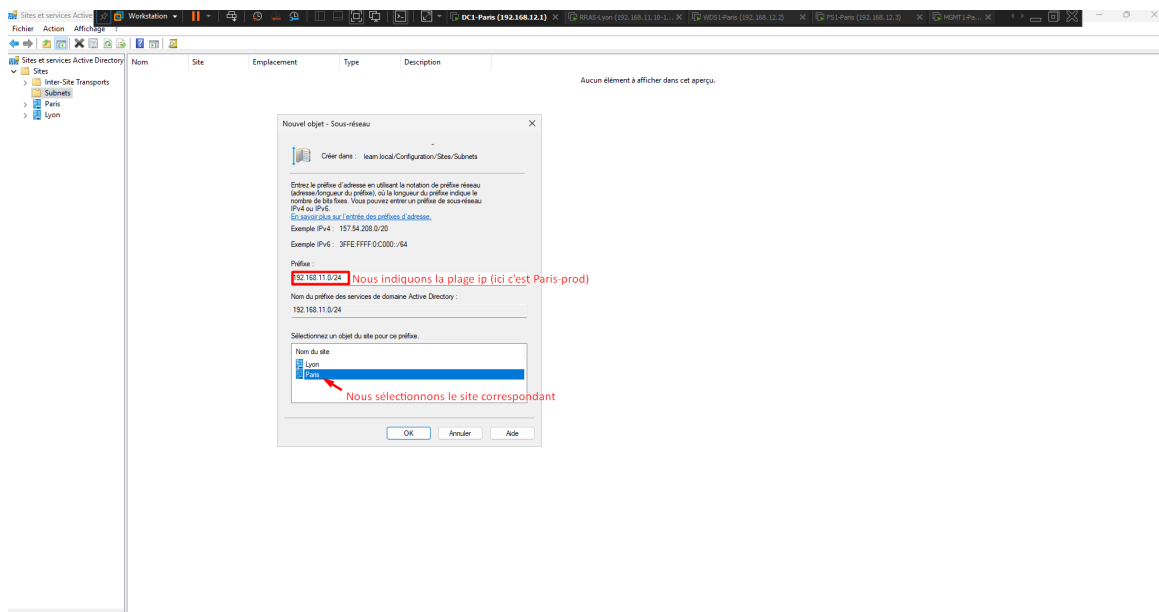 Sites et services Active
Workstation
DC1-Paris (192.168.12.1)
RRAS-Lyon (192.168.11.10-1...
WDS1-Paris (192.168.12.2)
FS1-Paris (192.168.12.3)
MGMT1-Pa...
Fichier Action Affichage ?
Sites et services Active Directory
Nom Site Emplacement Type Description
Sites
Inter-Site Transports
Subnets
Paris
Lyon
Aucun élément à afficher dans cet aperçu.
Nouvel objet - Sous-réseau
Créer dans : learn.local/Configuration/Sites/Subnets
Entrez le préfixe d'adresse en utilisant la notation de préfixe réseau
(adresse/longueur du préfixe), où la longueur du préfixe indique le
nombre de bits fixes. Vous pouvez entrer un préfixe de sous-réseau
IPv4 ou IPv6.
En savoir plus sur l'entrée des préfixes d'adresse.
Exemple IPv4 : 157.54.208.0/20
Exemple IPv6 : 3FFE:FFFF:0:C000::/64
Préfixe :
192.168.11.0/24
Nous indiquons la plage ip (ici c'est Paris-prod)
Nom du préfixe des services de domaine Active Directory :
192.168.11.0/24
Sélectionnez un objet du site pour ce préfixe.
Nom du site
Lyon
Paris
Nous sélectionnons le site correspondant
OK Annuler Aide